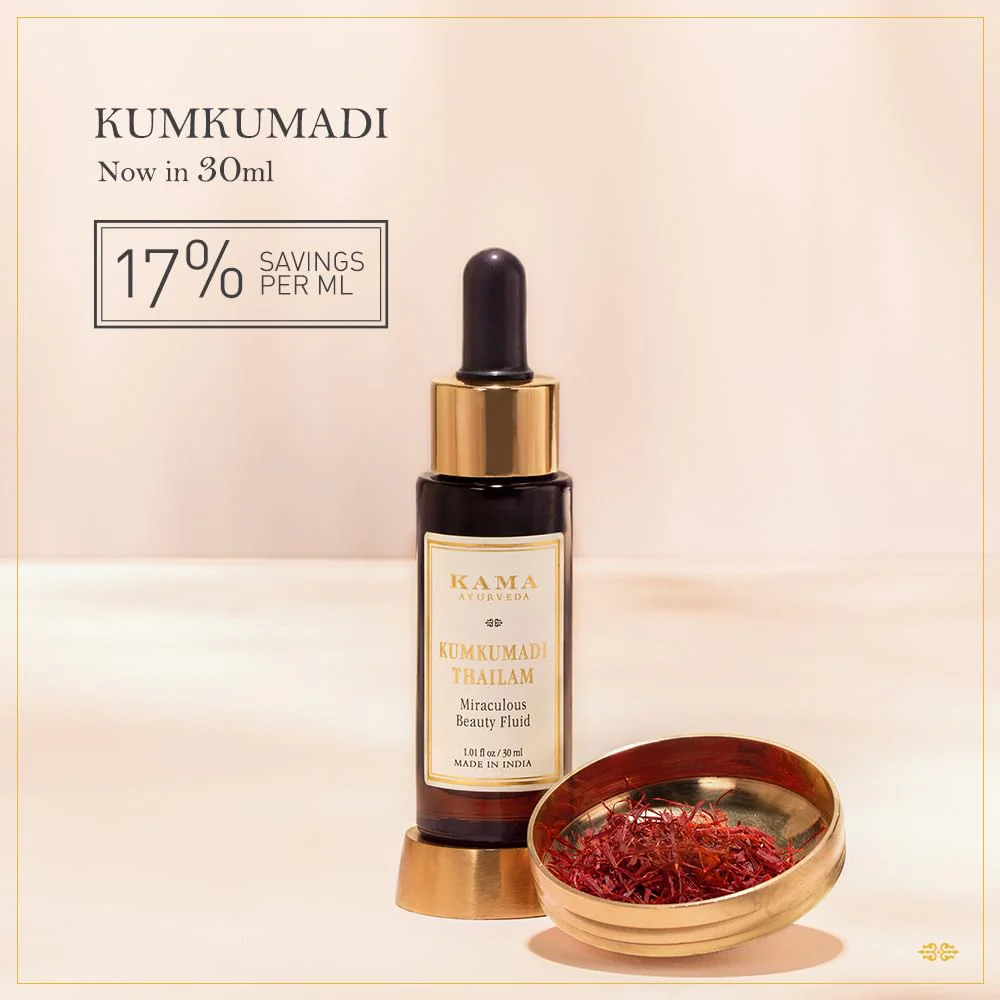 KUMKUMADI
Now in 30ml
17% SAVINGS
PER ML
KAMA
AYURVEDA
KUMKUMADI
THAILAM
Miraculous
Beauty Fluid
1.01 fl oz / 30 ml
MADE IN INDIA